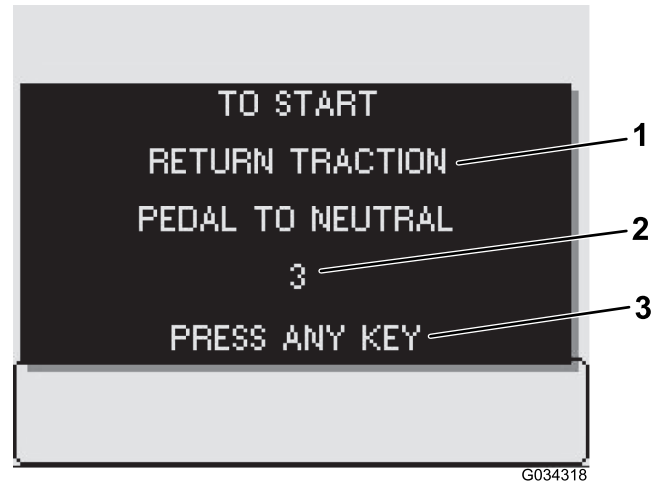 TO START
RETURN TRACTION
1
PEDAL TO NEUTRAL
2
3
3
PRESS ANY KEY
G034318